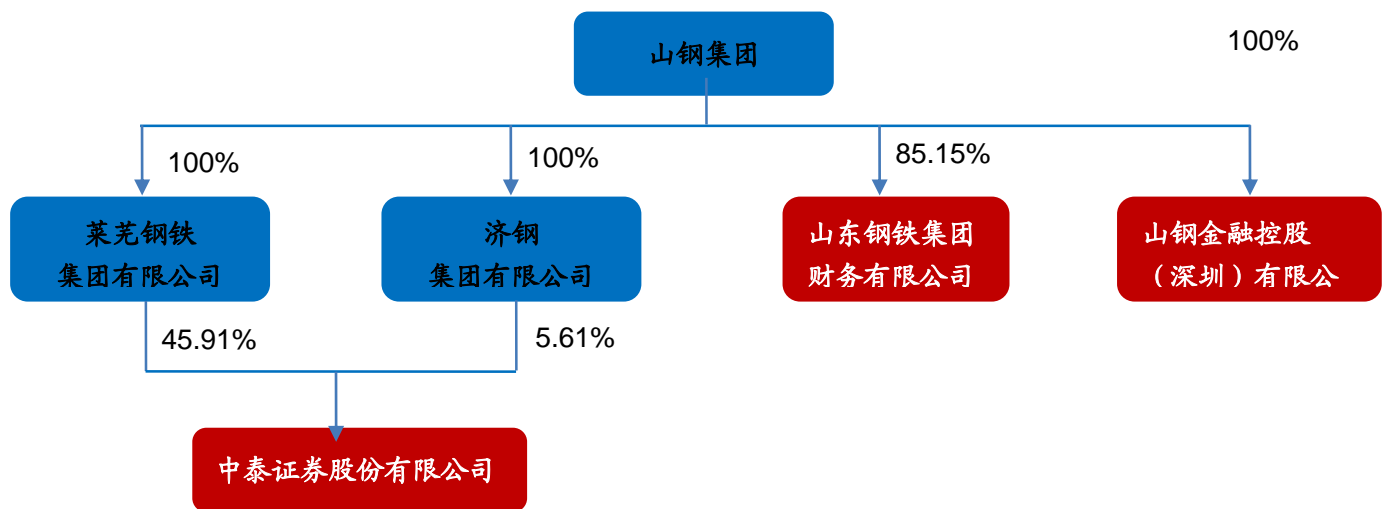 山钢集团
100%
100%
100%
85.15%
莱芜钢铁
集团有限公司
济钢
集团有限公司
山东钢铁集团
财务有限公司
山钢金融控股
（深圳）有限公
45.91%
5.61%
中泰证券股份有限公司